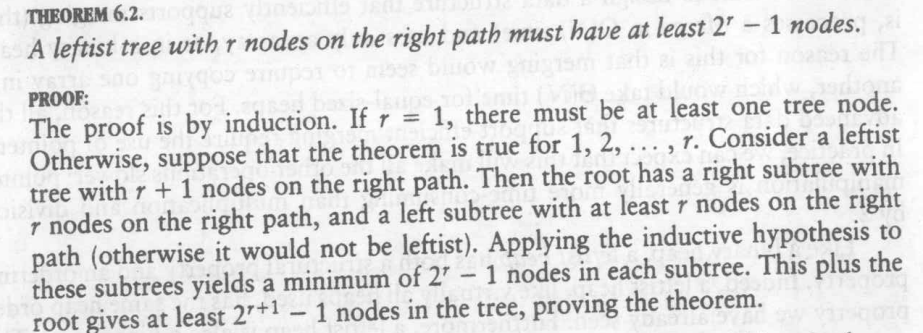 THEOREM 6.2.
A leftist tree with r nodes on the right path must have at least 2^r − 1 nodes.
PROOF:
The proof is by induction. If r = 1, there must be at least one tree node.
Otherwise, suppose that the theorem is true for 1, 2, . . . , r. Consider a leftist
tree with r + 1 nodes on the right path. Then the root has a right subtree with
r nodes on the right path, and a left subtree with at least r nodes on the right
path (otherwise it would not be leftist). Applying the inductive hypothesis to
these subtrees yields a minimum of 2^r − 1 nodes in each subtree. This plus the
root gives at least 2^{r+1} − 1 nodes in the tree, proving the theorem.